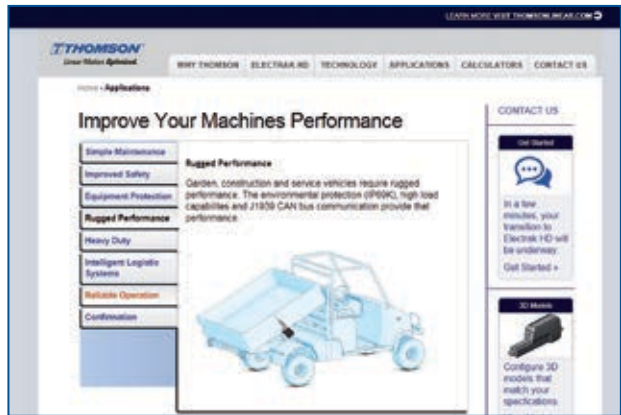 LEARN MORE VISIT THOMSONLINEAR.COM
THOMSON
Linear Motion. Optimized.
WHY THOMSON ELECTRAK HD TECHNOLOGY APPLICATIONS CALCULATORS CONTACT US
Home › Applications
Improve Your Machines Performance
Simple Maintenance
Improved Safety
Equipment Protection
Rugged Performance
Heavy Duty
Intelligent Logistic
Systems
Reliable Operation
Confirmation
Rugged Performance
Garden, construction and service vehicles require rugged
performance. The environmental protection (IP69K), high load
capabilities and J1939 CAN bus communication provide that
performance.
CONTACT US
Get Started
In a few
minutes, your
transition to
Electrak HD will
be underway.
Get Started »
3D Models
Configure 3D
models that
match your
specifications